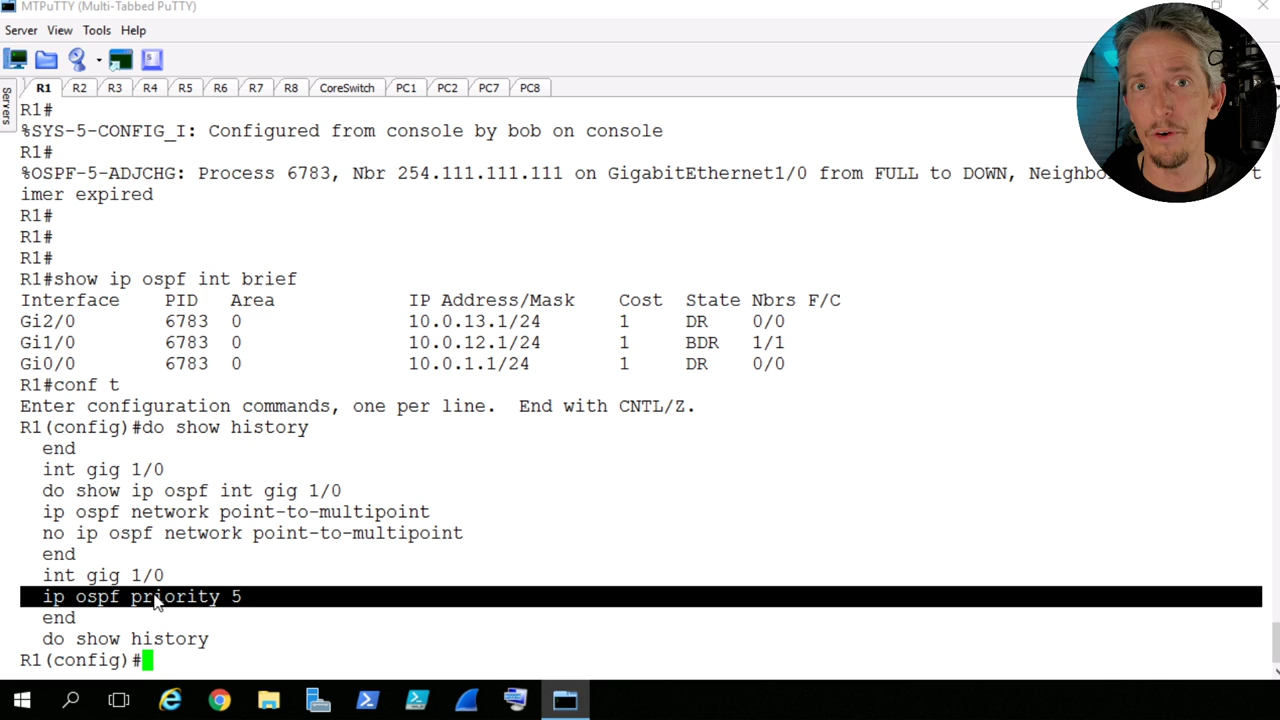 MTPuTTY (Multi-Tabbed PuTTY)
Server View Tools Help
R1 R2 R3 R4 R5 R6 R7 R8 CoreSwitch PC1 PC2 PC7 PC8
Servers
R1#
%SYS-5-CONFIG_I: Configured from console by bob on console
R1#
%OSPF-5-ADJCHG: Process 6783, Nbr 254.111.111.111 on GigabitEthernet1/0 from FULL to DOWN, t
imer expired
R1#
R1#
R1#
R1#show ip ospf int brief
Interface PID Area IP Address/Mask Cost State Nbrs F/C
Gi2/0 6783 0 10.0.13.1/24 1 DR 0/0
Gi1/0 6783 0 10.0.12.1/24 1 BDR 1/1
Gi0/0 6783 0 10.0.1.1/24 1 DR 0/0
R1#conf t
Enter configuration commands, one per line. End with CNTL/Z.
R1(config)#do show history
end
int gig 1/0
do show ip ospf int gig 1/0
ip ospf network point-to-multipoint
no ip ospf network point-to-multipoint
end
int gig 1/0
ip ospf priority 5
end
do show history
R1(config)#